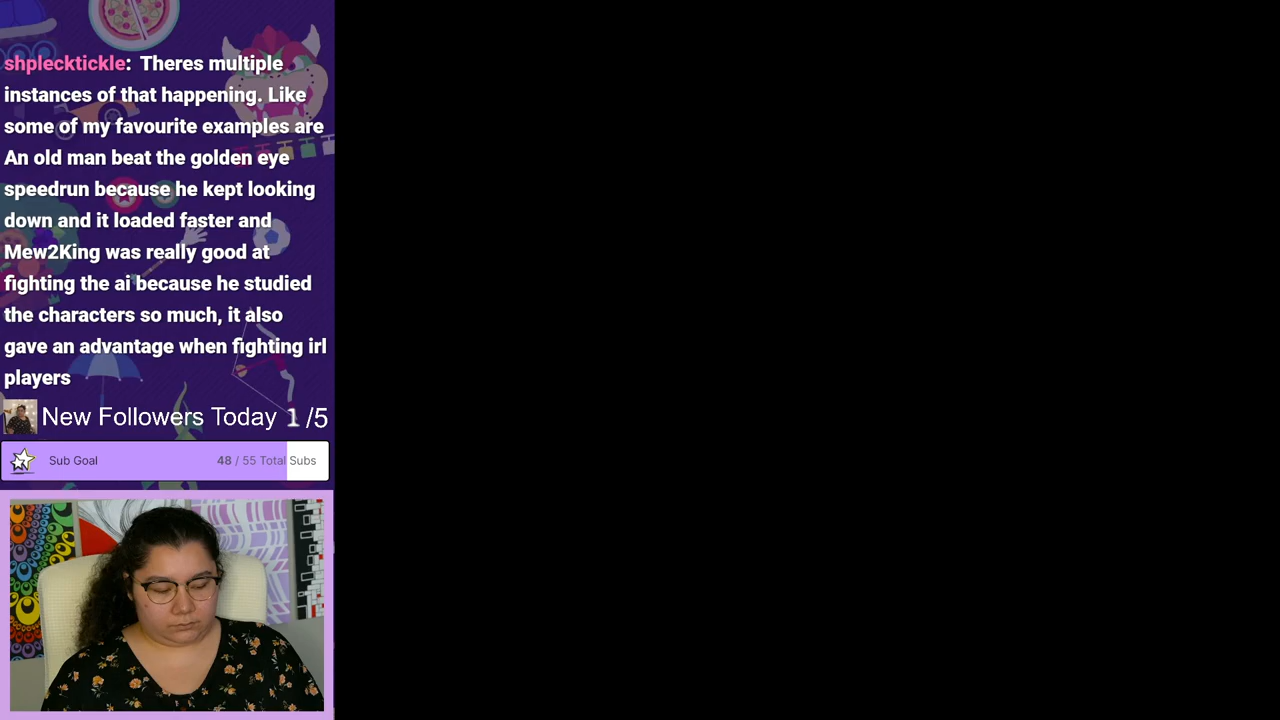 shplecktickle: Theres multiple
instances of that happening. Like
some of my favourite examples are
An old man beat the golden eye
speedrun because he kept looking
down and it loaded faster and
Mew2King was really good at
fighting the ai because he studied
the characters so much, it also
gave an advantage when fighting irl
players
New Followers Today 1 /5
Sub Goal 48 / 55 Total Subs